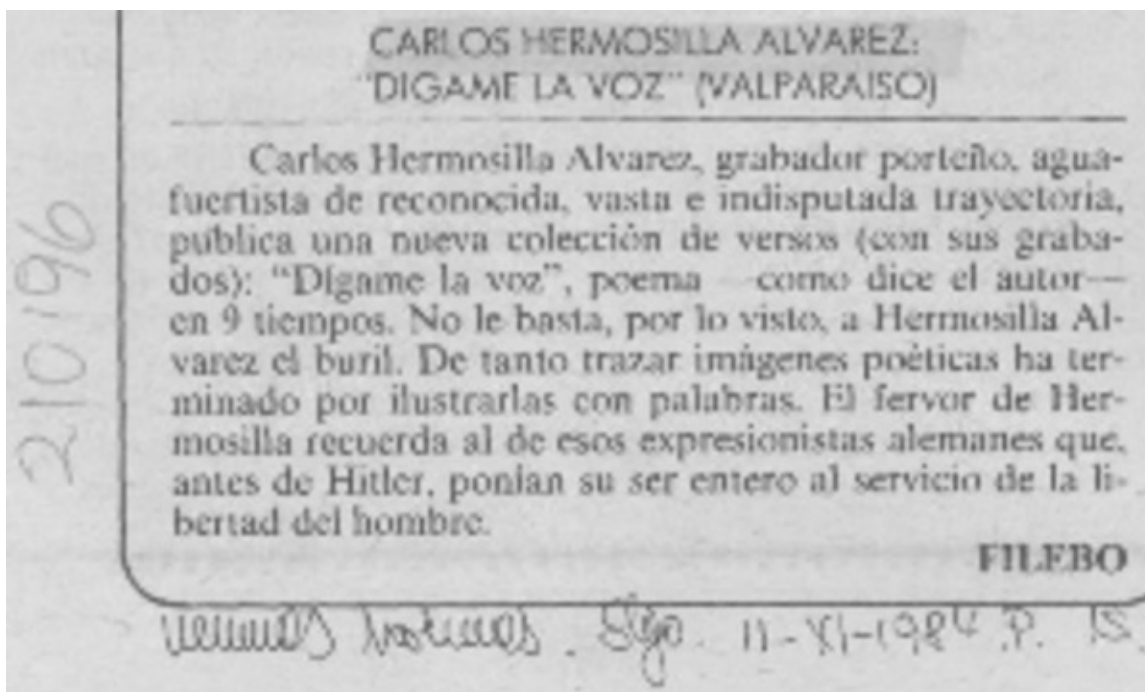 CARLOS HERMOSILLA ALVAREZ:
"DIGAME LA VOZ" (VALPARAISO)
Carlos Hermosilla Alvarez, grabador porteño, agua-
fuertista de reconocida, vasta e indisputada trayectoria,
publica una nueva colección de versos (con sus graba-
dos): "Dígame la voz", poema —como dice el autor—
en 9 tiempos. No le basta, por lo visto, a Hermosilla Al-
varez el buril. De tanto trazar imágenes poéticas ha ter-
minado por ilustrarlas con palabras. El fervor de Her-
mosilla recuerda al de esos expresionistas alemanes que,
antes de Hitler, ponían su ser entero al servicio de la li-
bertad del hombre.
FILEBO
Últimas Noticias. Stgo. 11-XI-1984 P. 15.
210196